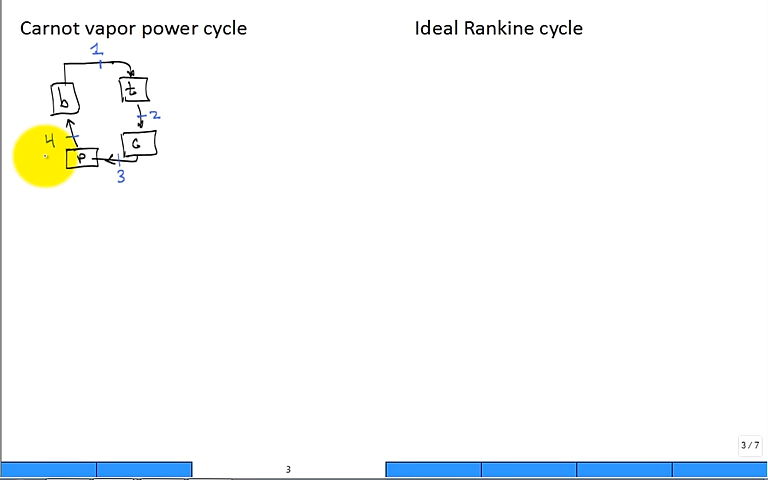 Carnot vapor power cycle
Ideal Rankine cycle
1
b
t
2
4
P
C
3
3 / 7
3